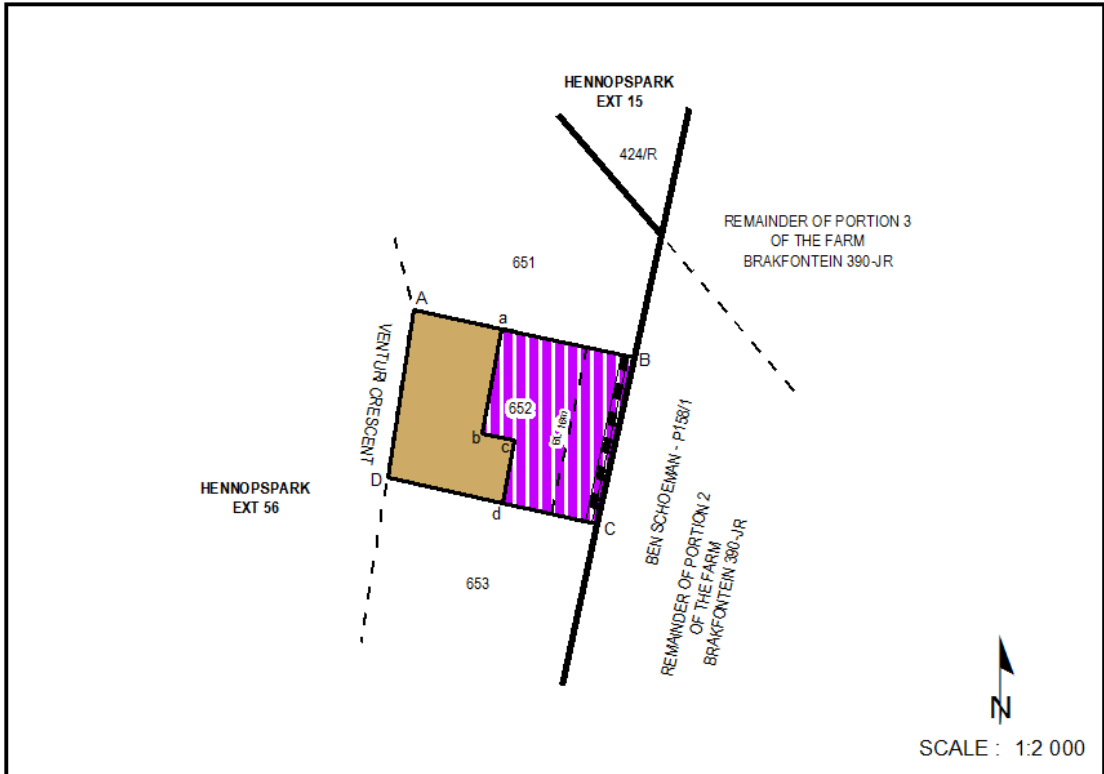 HENNOPSPARK
EXT 15
424/R
REMAINDER OF PORTION 3
OF THE FARM
BRAKFONTEIN 390-JR
651
A
a
B
VENTURI CRESCENT
652
b
c
D
d
C
HENNOPSPARK
EXT 56
653
BEN SCHOEMAN - P158/1
REMAINDER OF PORTION 2
OF THE FARM
BRAKFONTEIN 390-JR
N
SCALE : 1:2 000